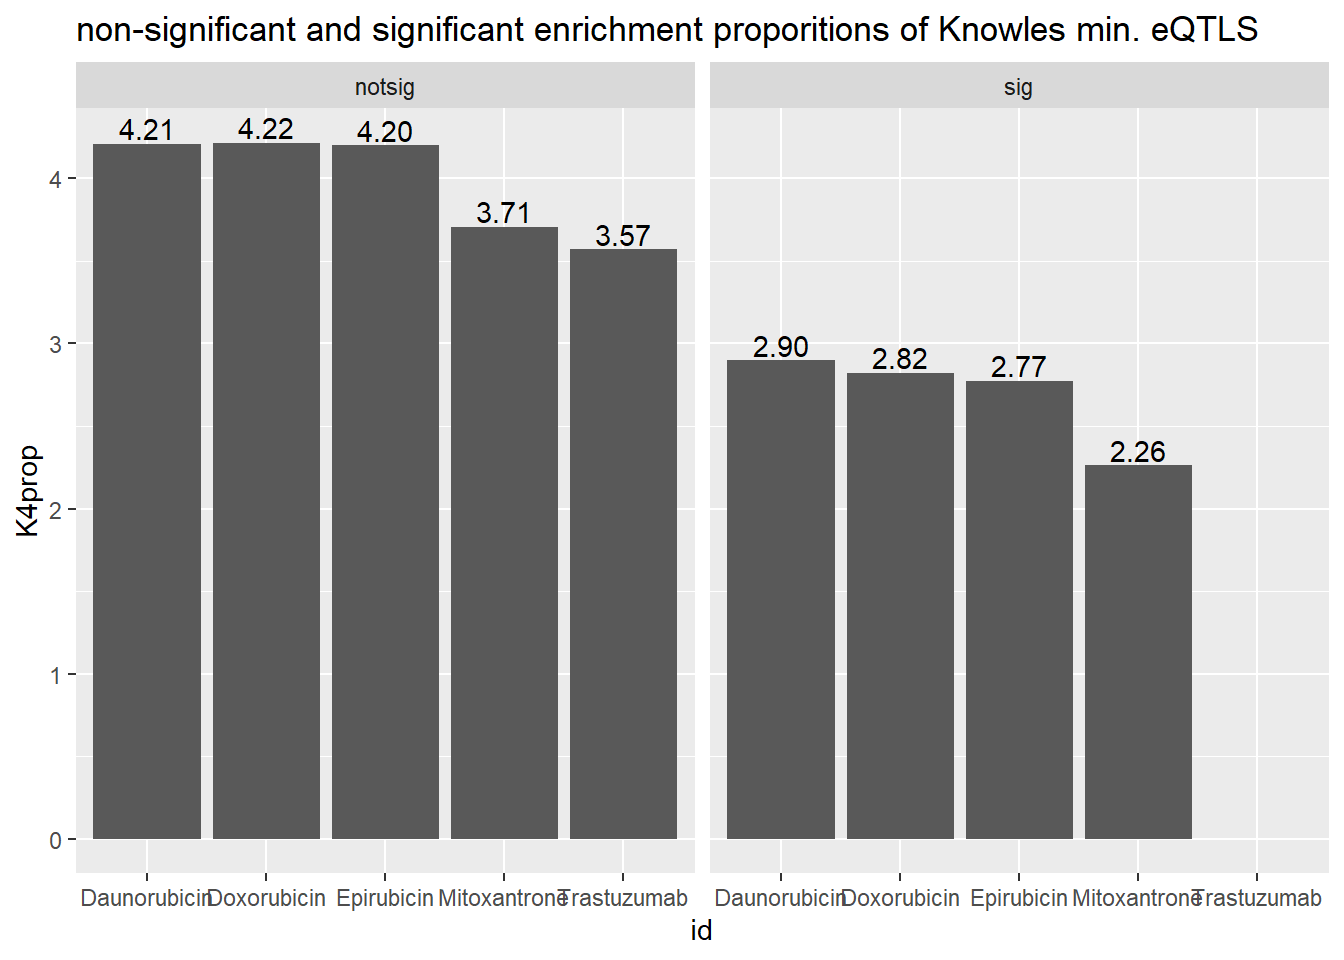 non-significant and significant enrichment proporitions of Knowles min. eQTLS
notsig
sig
4.21
4.22
4.20
3.71
3.57
2.90
2.82
2.77
2.26
K4prop
4
3
2
1
0
Daunorubicin Doxorubicin Epirubicin Mitoxantrone Trastuzumab
Daunorubicin Doxorubicin Epirubicin Mitoxantrone Trastuzumab
id